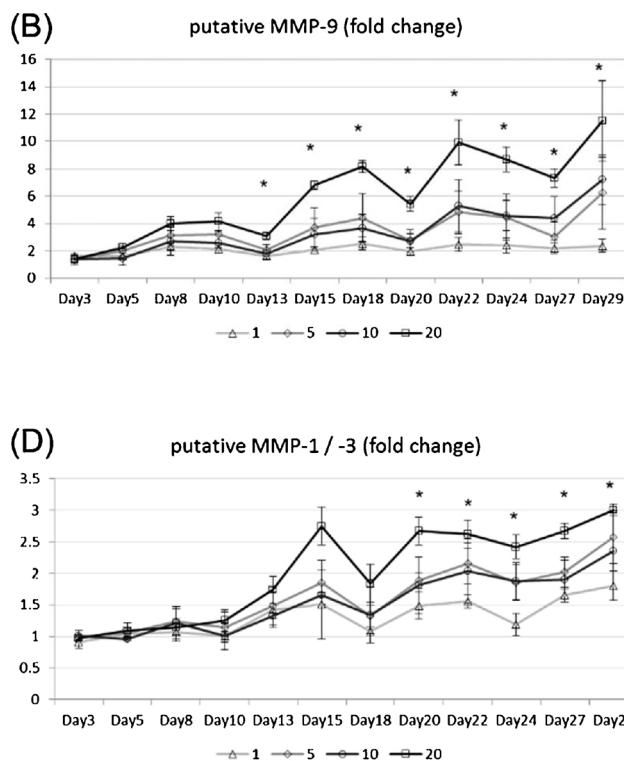 (B)
putative MMP-9 (fold change)
16
14
12
10
8
6
4
2
0
* * * * * * * *
Day3 Day5 Day8 Day10 Day13 Day15 Day18 Day20 Day22 Day24 Day27 Day29
1 5 10 20
(D)
putative MMP-1 / -3 (fold change)
3.5
3
2.5
2
1.5
1
0.5
0
* * * * *
Day3 Day5 Day8 Day10 Day13 Day15 Day18 Day20 Day22 Day24 Day27 Day2
1 5 10 20